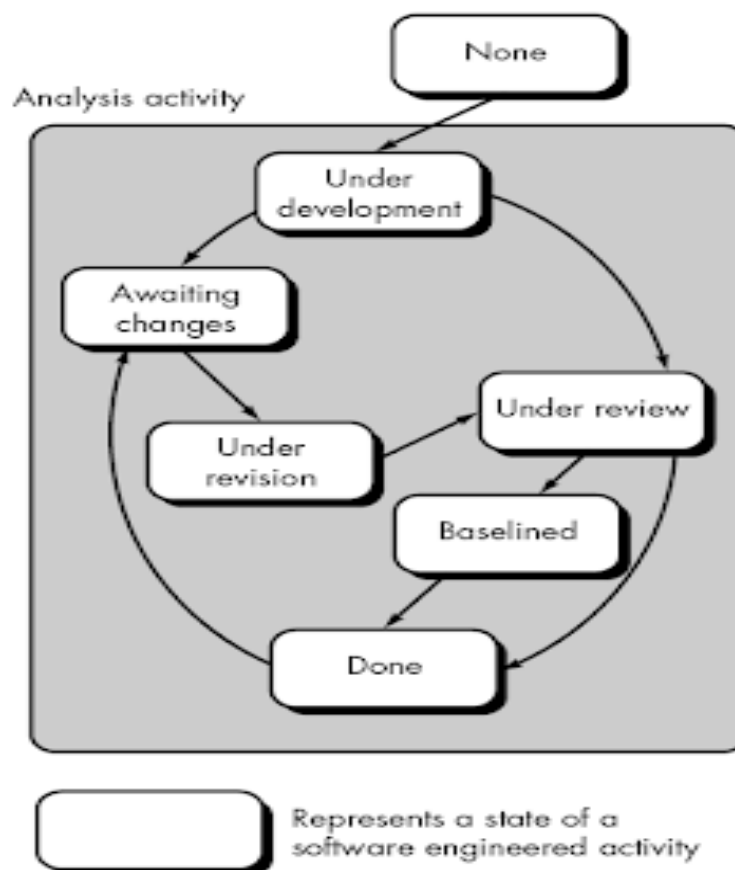 None
Analysis activity
Under
development
Awaiting
changes
Under review
Under
revision
Baselined
Done
Represents a state of a
software engineered activity